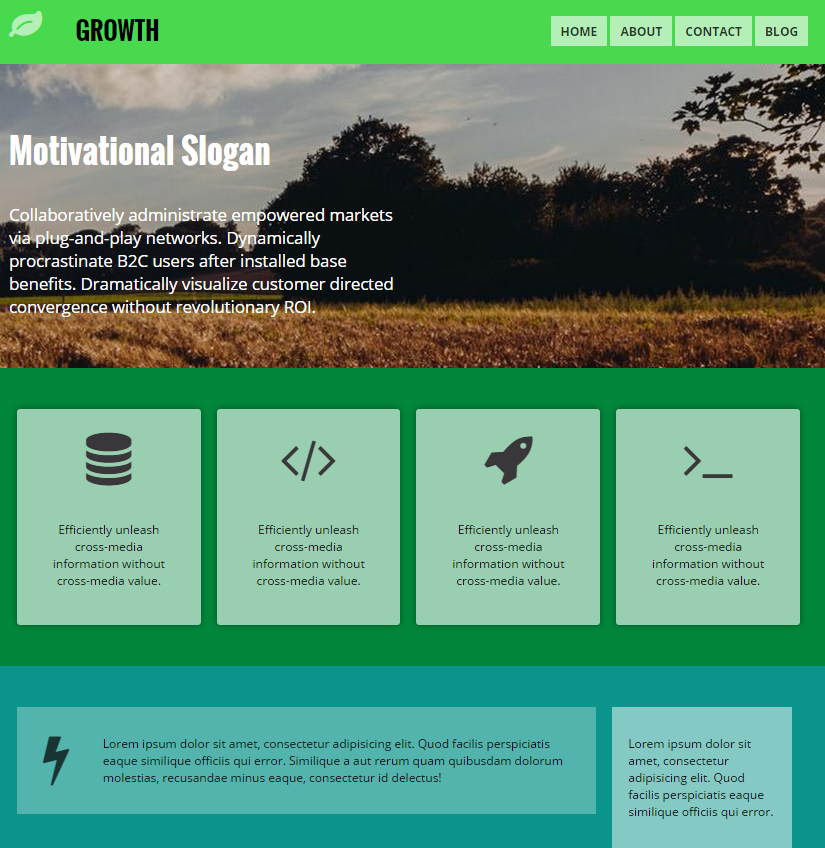 GROWTH
HOME ABOUT CONTACT BLOG
Motivational Slogan
Collaboratively administrate empowered markets
via plug-and-play networks. Dynamically
procrastinate B2C users after installed base
benefits. Dramatically visualize customer directed
convergence without revolutionary ROI.
Efficiently unleash
cross-media
information without
cross-media value.
Efficiently unleash
cross-media
information without
cross-media value.
Efficiently unleash
cross-media
information without
cross-media value.
Efficiently unleash
cross-media
information without
cross-media value.
Lorem ipsum dolor sit amet, consectetur adipisicing elit. Quod facilis perspiciatis
eaque similique officiis qui error. Similique a aut rerum quam quibusdam dolorum
molestias, recusandae minus eaque, consectetur id delectus!
Lorem ipsum dolor sit
amet, consectetur
adipisicing elit. Quod
facilis perspiciatis eaque
similique officiis qui error.